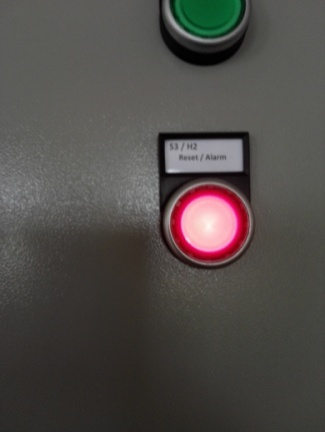 S3 / H2
Reset / Alarm